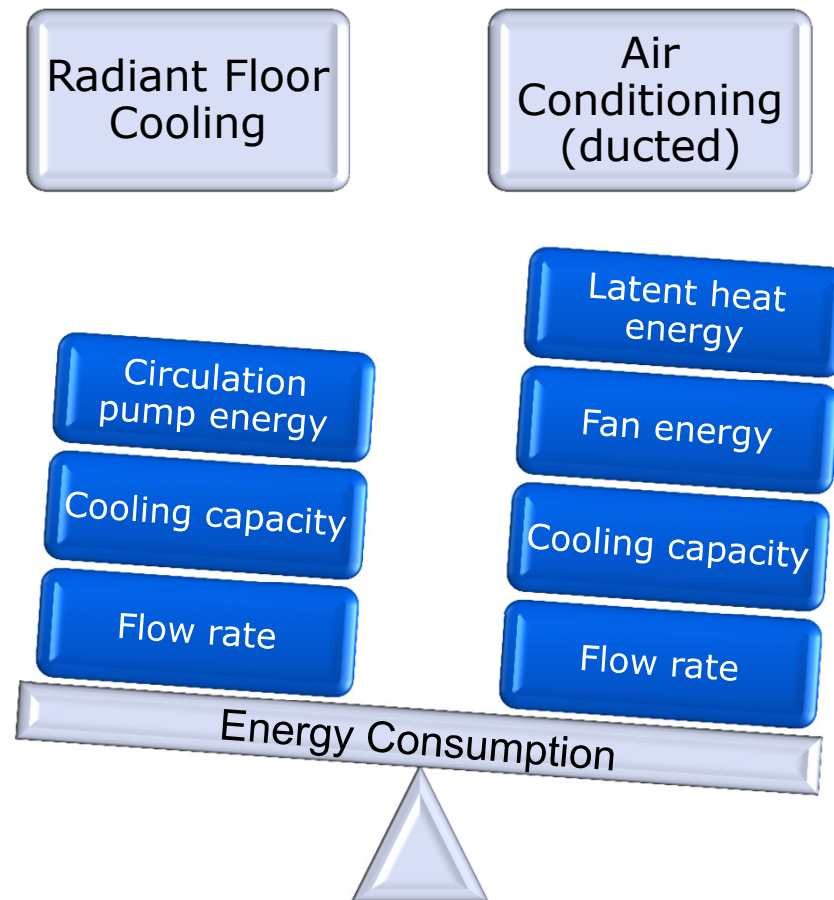 Radiant Floor
Cooling
Air
Conditioning
(ducted)
Circulation
pump energy
Cooling capacity
Flow rate
Latent heat
energy
Fan energy
Cooling capacity
Flow rate
Energy Consumption